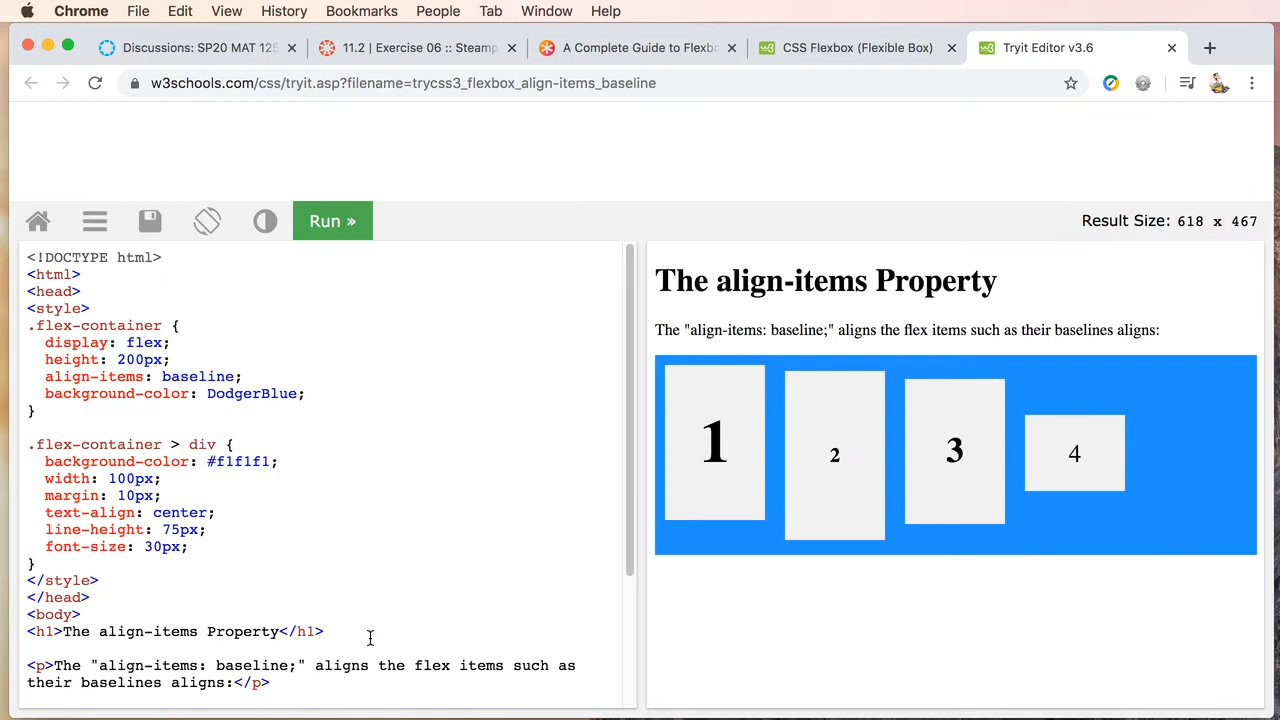 Chrome File Edit View History Bookmarks People Tab Window Help
Discussions: SP20 MAT 125 11.2 | Exercise 06 :: Steamp A Complete Guide to Flexbo CSS Flexbox (Flexible Box) Tryit Editor v3.6
w3schools.com/css/tryit.asp?filename=trycss3_flexbox_align-items_baseline
Run » Result Size: 618 x 467
<!DOCTYPE html>
<html>
<head>
<style>
.flex-container {
  display: flex;
  height: 200px;
  align-items: baseline;
  background-color: DodgerBlue;
}
.flex-container > div {
  background-color: #f1f1f1;
  width: 100px;
  margin: 10px;
  text-align: center;
  line-height: 75px;
  font-size: 30px;
}
</style>
</head>
<body>
<h1>The align-items Property</h1>
<p>The "align-items: baseline;" aligns the flex items such as
their baselines aligns:</p>
The align-items Property
The "align-items: baseline;" aligns the flex items such as their baselines aligns:
1 2 3 4